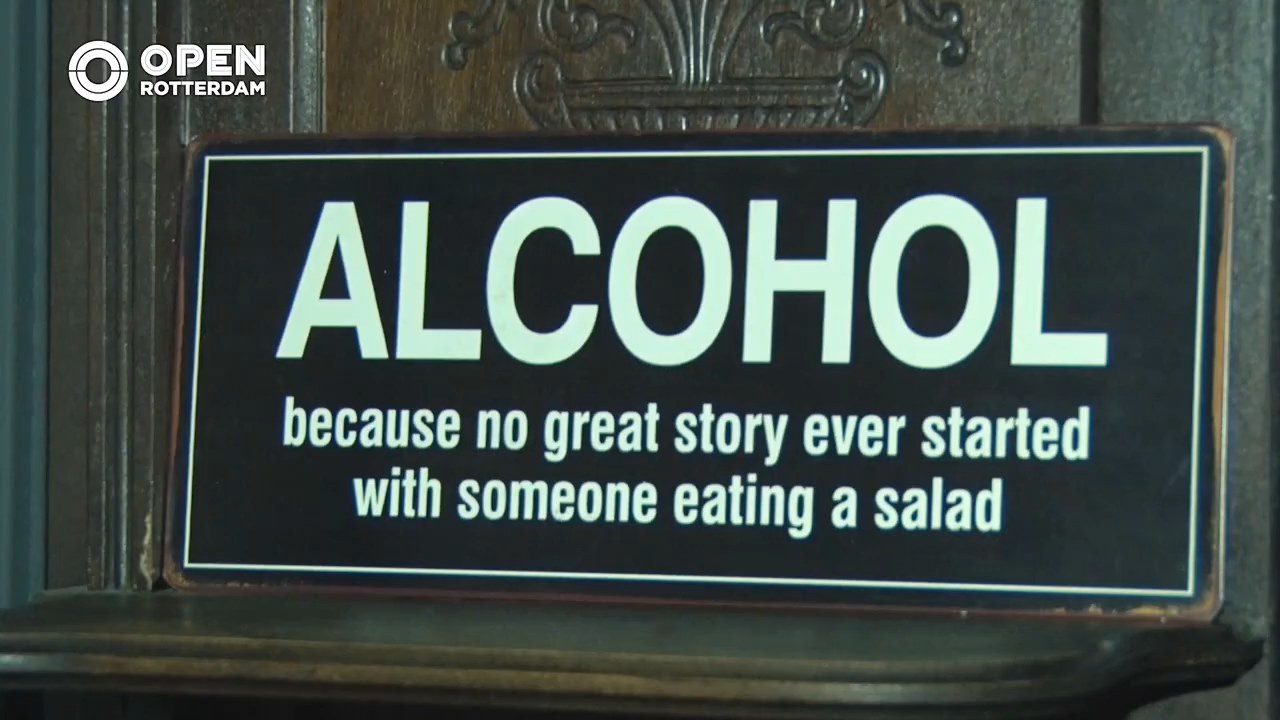 OPEN
ROTTERDAM
ALCOHOL
because no great story ever started
with someone eating a salad